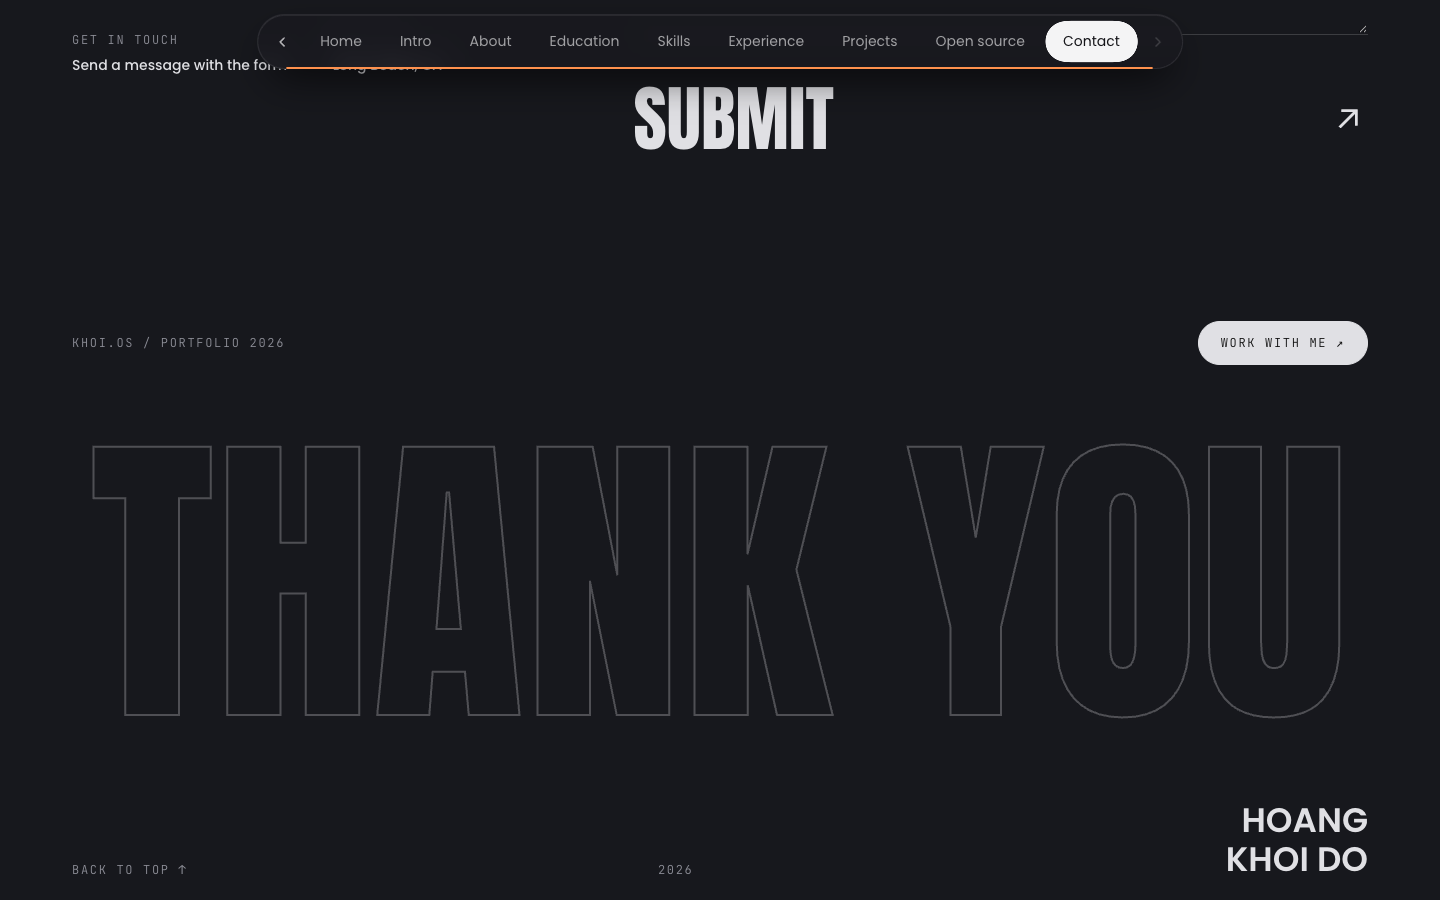 Home Intro About Education Skills Experience Projects Open source Contact
GET IN TOUCH
Send a message with the
SUBMIT
KHOI.OS / PORTFOLIO 2026
WORK WITH ME ↗
THANK YOU
HOANG
KHOI DO
BACK TO TOP ↑
2026